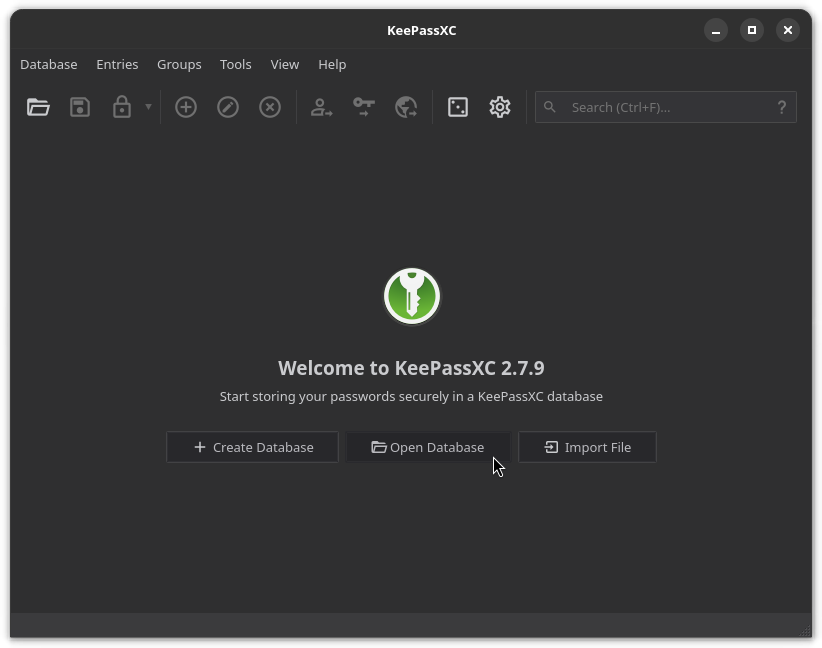 KeePassXC
Database Entries Groups Tools View Help
Search (Ctrl+F)... ?
Welcome to KeePassXC 2.7.9
Start storing your passwords securely in a KeePassXC database
Create Database Open Database Import File